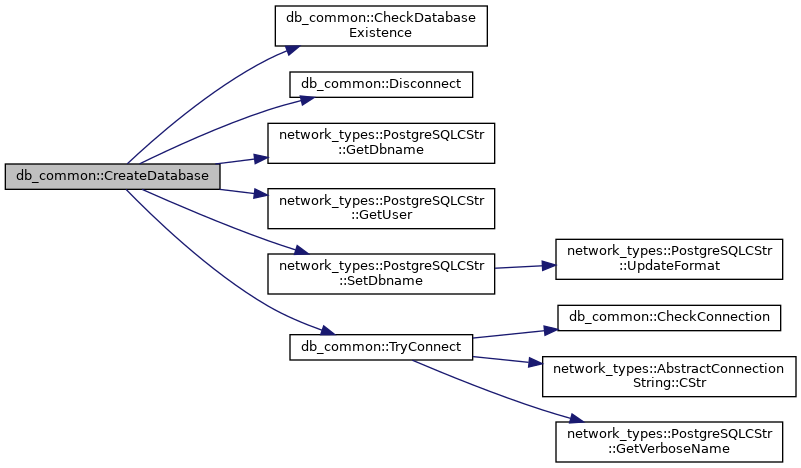 db_common::CreateDatabase
db_common::CheckDatabase
Existence
db_common::Disconnect
network_types::PostgreSQLCStr
::GetDbname
network_types::PostgreSQLCStr
::GetUser
network_types::PostgreSQLCStr
::SetDbname
db_common::TryConnect
network_types::PostgreSQLCStr
::UpdateFormat
db_common::CheckConnection
network_types::AbstractConnection
String::CStr
network_types::PostgreSQLCStr
::GetVerboseName